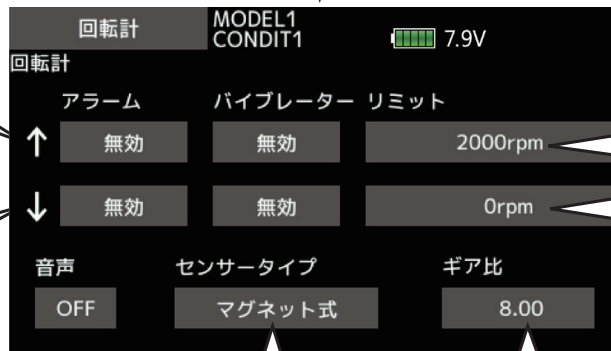 回転計 MODEL1
CONDIT1 7.9V
回転計
アラーム バイブレーター リミット
↑ 無効 無効 2000rpm
↓ 無効 無効 0rpm
音声 センサータイプ ギア比
OFF マグネット式 8.00